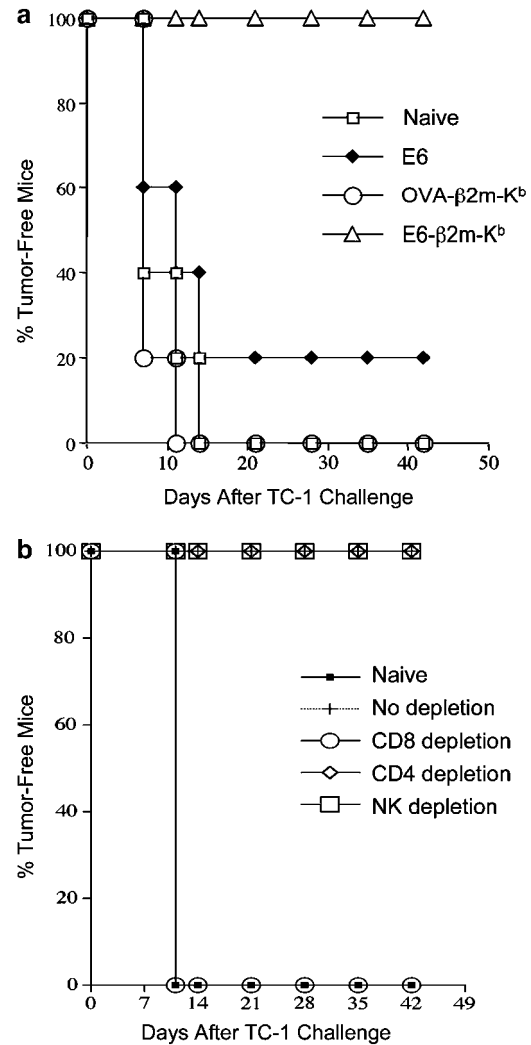 a
% Tumor-Free Mice
100
80
60
40
20
0
0 10 20 30 40 50
Days After TC-1 Challenge
Naive
E6
OVA-β2m-Kᵇ
E6-β2m-Kᵇ
b
% Tumor-Free Mice
100
80
60
40
20
0
0 7 14 21 28 35 42 49
Days After TC-1 Challenge
Naive
No depletion
CD8 depletion
CD4 depletion
NK depletion